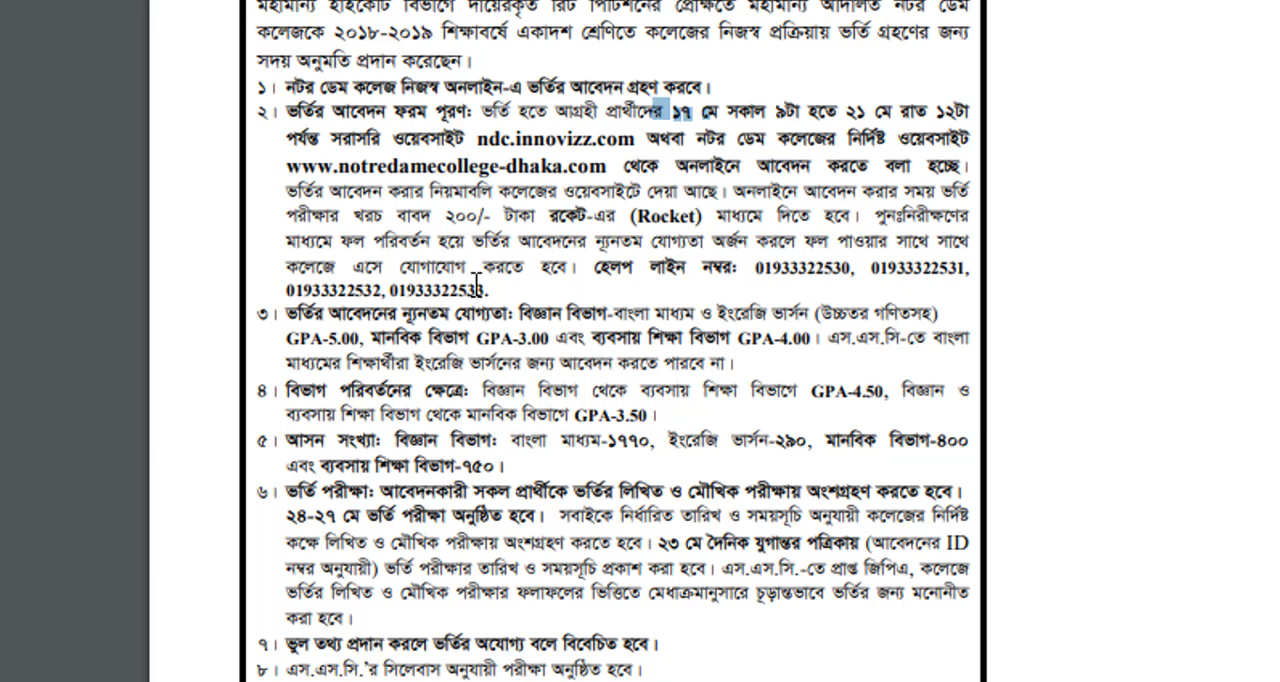 মহামান্য হাইকোর্ট বিভাগে দায়েরকৃত রিট পিটিশনের প্রেক্ষিতে মহামান্য আদালত নটর ডেম
কলেজকে ২০১৮-২০১৯ শিক্ষাবর্ষে একাদশ শ্রেণিতে কলেজের নিজস্ব প্রক্রিয়ায় ভর্তি গ্রহণের জন্য
সদয় অনুমতি প্রদান করেছেন।
১। নটর ডেম কলেজ নিজস্ব অনলাইন-এ ভর্তির আবেদন গ্রহণ করবে।
২। ভর্তির আবেদন ফরম পূরণ: ভর্তি হতে আগ্রহী প্রার্থীদের ১৭ মে সকাল ৯টা হতে ২১ মে রাত ১২টা
পর্যন্ত সরাসরি ওয়েবসাইট ndc.innovizz.com অথবা নটর ডেম কলেজের নির্দিষ্ট ওয়েবসাইট
www.notredamecollege-dhaka.com থেকে অনলাইনে আবেদন করতে বলা হচ্ছে।
ভর্তির আবেদন করার নিয়মাবলি কলেজের ওয়েবসাইটে দেয়া আছে। অনলাইনে আবেদন করার সময় ভর্তি
পরীক্ষার খরচ বাবদ ২০০/- টাকা রকেট-এর (Rocket) মাধ্যমে দিতে হবে। পুনঃনিরীক্ষণের
মাধ্যমে ফল পরিবর্তন হয়ে ভর্তির আবেদনের ন্যূনতম যোগ্যতা অর্জন করলে ফল পাওয়ার সাথে সাথে
কলেজে এসে যোগাযোগ করতে হবে। হেলপ লাইন নম্বর: 01933322530, 01933322531,
01933322532, 01933322533.
৩। ভর্তির আবেদনের ন্যূনতম যোগ্যতা: বিজ্ঞান বিভাগ-বাংলা মাধ্যম ও ইংরেজি ভার্সন (উচ্চতর গণিতসহ)
GPA-5.00, মানবিক বিভাগ GPA-3.00 এবং ব্যবসায় শিক্ষা বিভাগ GPA-4.00। এস.এস.সি-তে বাংলা
মাধ্যমের শিক্ষার্থীরা ইংরেজি ভার্সনের জন্য আবেদন করতে পারবে না।
৪। বিভাগ পরিবর্তনের ক্ষেত্রে: বিজ্ঞান বিভাগ থেকে ব্যবসায় শিক্ষা বিভাগে GPA-4.50, বিজ্ঞান ও
ব্যবসায় শিক্ষা বিভাগ থেকে মানবিক বিভাগে GPA-3.50।
৫। আসন সংখ্যা: বিজ্ঞান বিভাগ: বাংলা মাধ্যম-১৭৭০, ইংরেজি ভার্সন-২৯০, মানবিক বিভাগ-৪০০
এবং ব্যবসায় শিক্ষা বিভাগ-৭৫০।
৬। ভর্তি পরীক্ষা: আবেদনকারী সকল প্রার্থীকে ভর্তির লিখিত ও মৌখিক পরীক্ষায় অংশগ্রহণ করতে হবে।
২৪-২৭ মে ভর্তি পরীক্ষা অনুষ্ঠিত হবে। সবাইকে নির্ধারিত তারিখ ও সময়সূচি অনুযায়ী কলেজের নির্দিষ্ট
কক্ষে লিখিত ও মৌখিক পরীক্ষায় অংশগ্রহণ করতে হবে। ২৩ মে দৈনিক যুগান্তর পত্রিকায় (আবেদনের ID
নম্বর অনুযায়ী) ভর্তি পরীক্ষার তারিখ ও সময়সূচি প্রকাশ করা হবে। এস.এস.সি.-তে প্রাপ্ত জিপিএ, কলেজে
ভর্তির লিখিত ও মৌখিক পরীক্ষার ফলাফলের ভিত্তিতে মেধাক্রমানুসারে চূড়ান্তভাবে ভর্তির জন্য মনোনীত
করা হবে।
৭। ভুল তথ্য প্রদান করলে ভর্তির অযোগ্য বলে বিবেচিত হবে।
৮। এস.এস.সি.'র সিলেবাস অনুযায়ী পরীক্ষা অনুষ্ঠিত হবে।